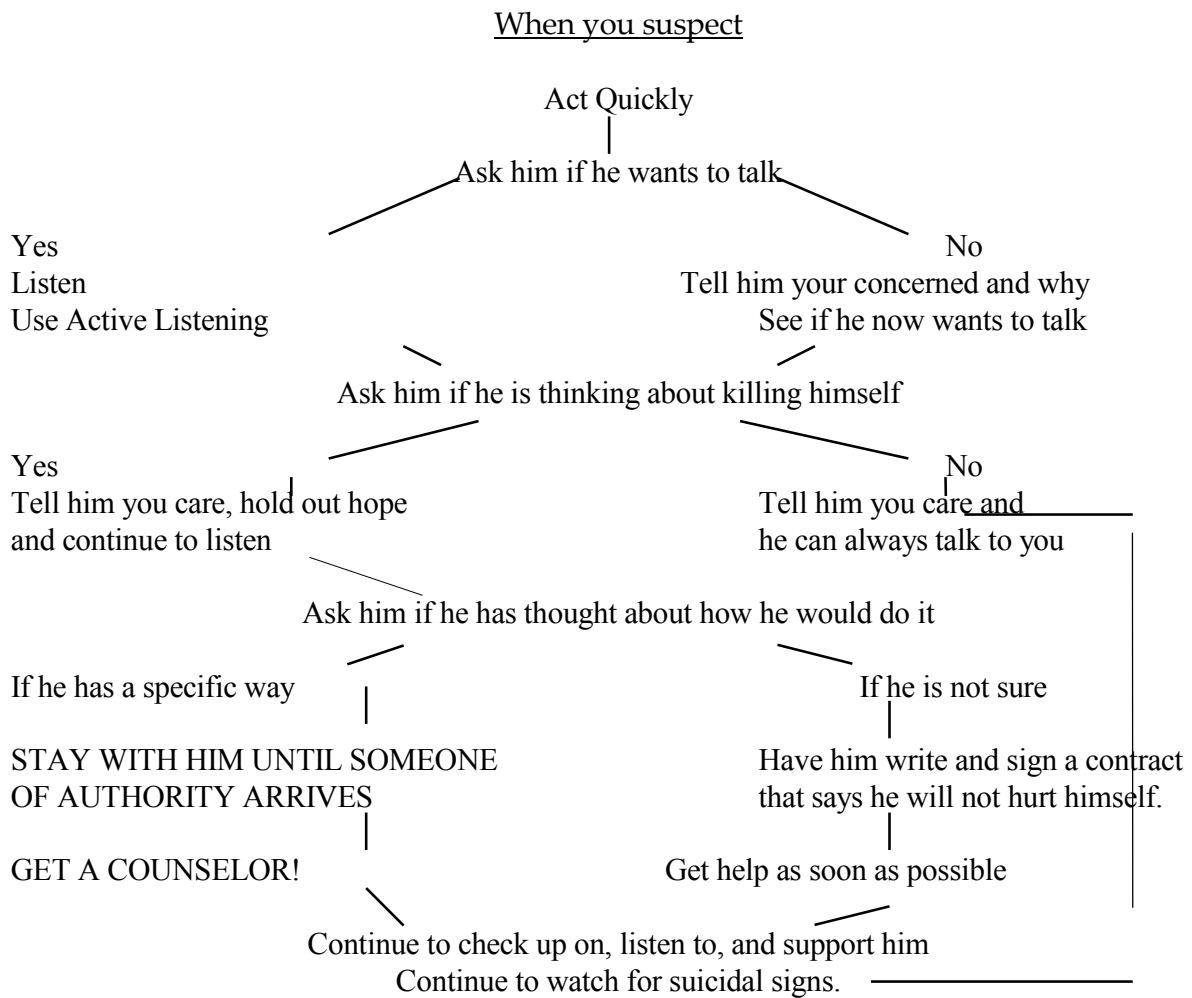 When you suspect
Act Quickly
Ask him if he wants to talk
Yes
Listen
Use Active Listening
No
Tell him your concerned and why
See if he now wants to talk
Ask him if he is thinking about killing himself
Yes
Tell him you care, hold out hope
and continue to listen
No
Tell him you care and
he can always talk to you
Ask him if he has thought about how he would do it
If he has a specific way
STAY WITH HIM UNTIL SOMEONE
OF AUTHORITY ARRIVES
GET A COUNSELOR!
If he is not sure
Have him write and sign a contract
that says he will not hurt himself.
Get help as soon as possible
Continue to check up on, listen to, and support him
Continue to watch for suicidal signs.